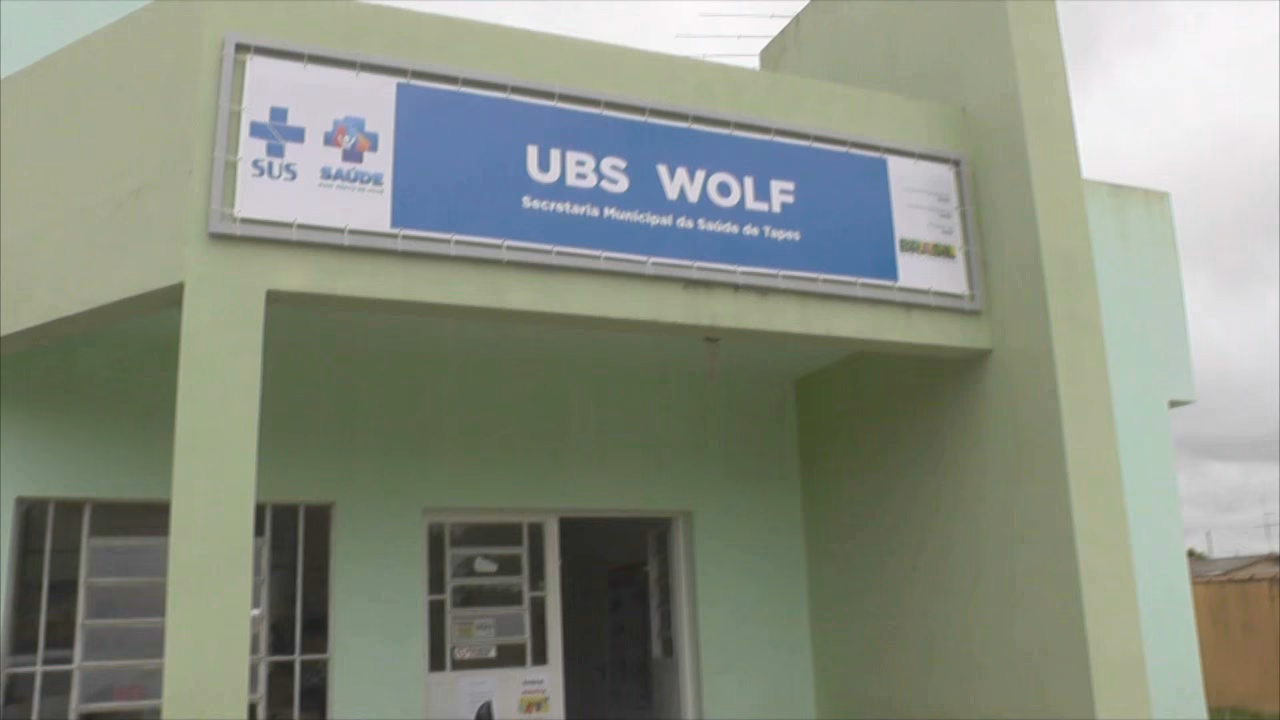 SUS
SAÚDE
UBS WOLF
Secretaria Municipal da Saúde de Tapes
BRASIL